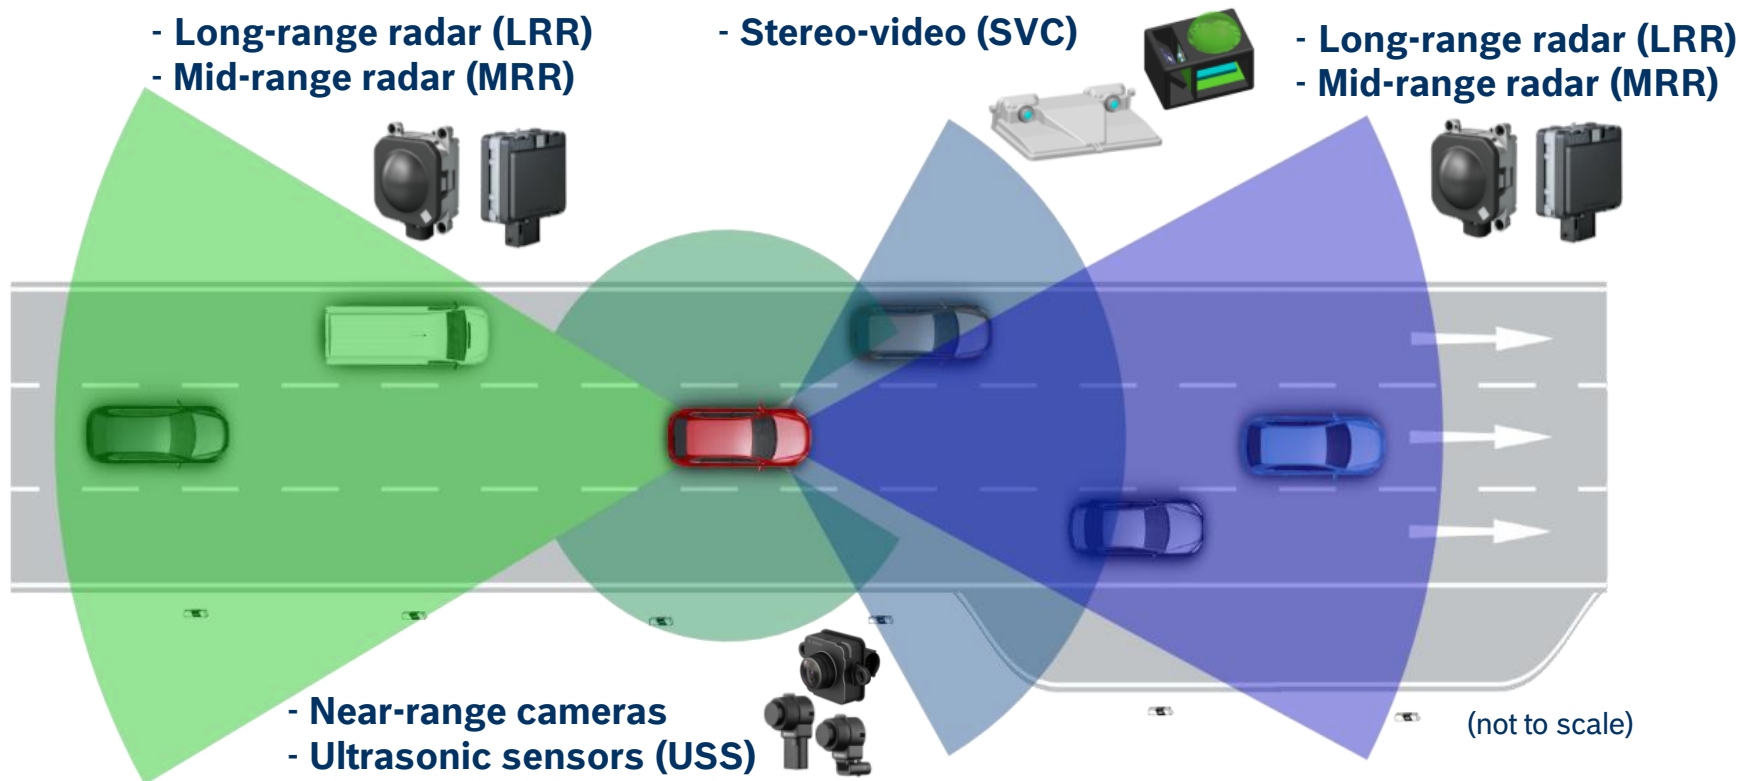 - Long-range radar (LRR)
- Mid-range radar (MRR)
- Stereo-video (SVC)
- Long-range radar (LRR)
- Mid-range radar (MRR)
- Near-range cameras
- Ultrasonic sensors (USS)
(not to scale)